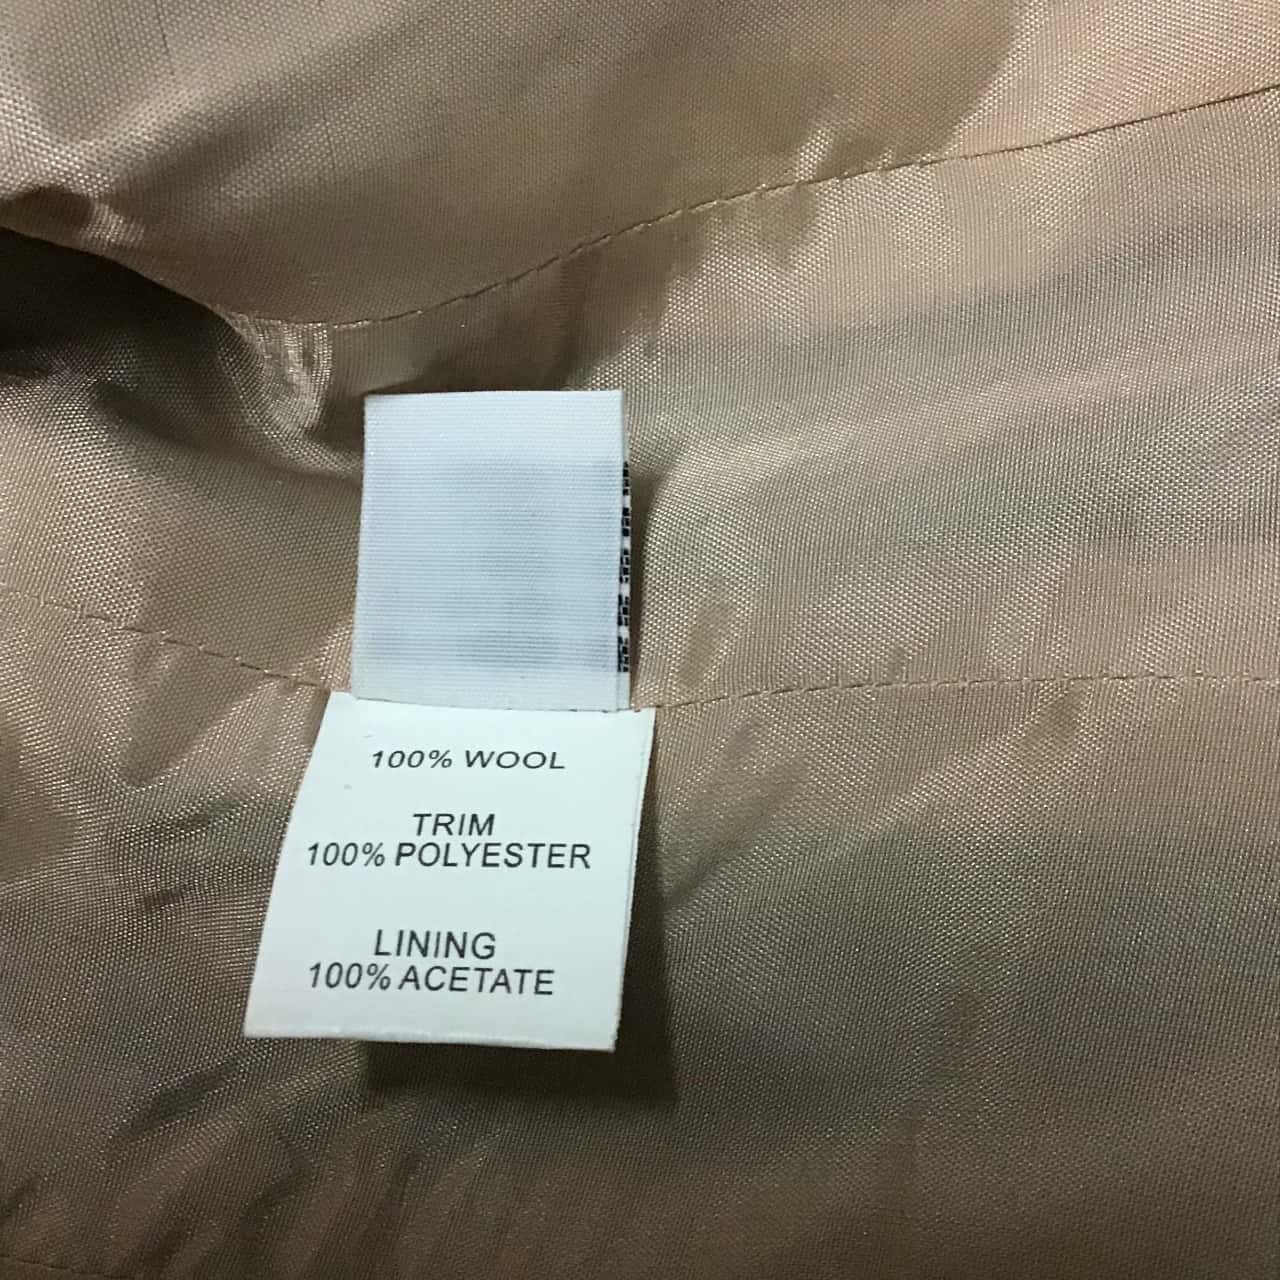 100% WOOL
TRIM
100% POLYESTER
LINING
100% ACETATE